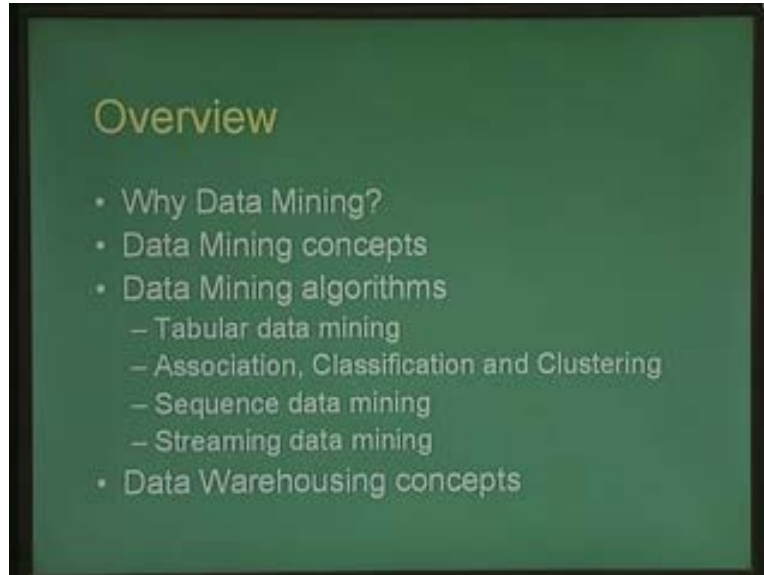 Overview
• Why Data Mining?
• Data Mining concepts
• Data Mining algorithms
– Tabular data mining
– Association, Classification and Clustering
– Sequence data mining
– Streaming data mining
• Data Warehousing concepts